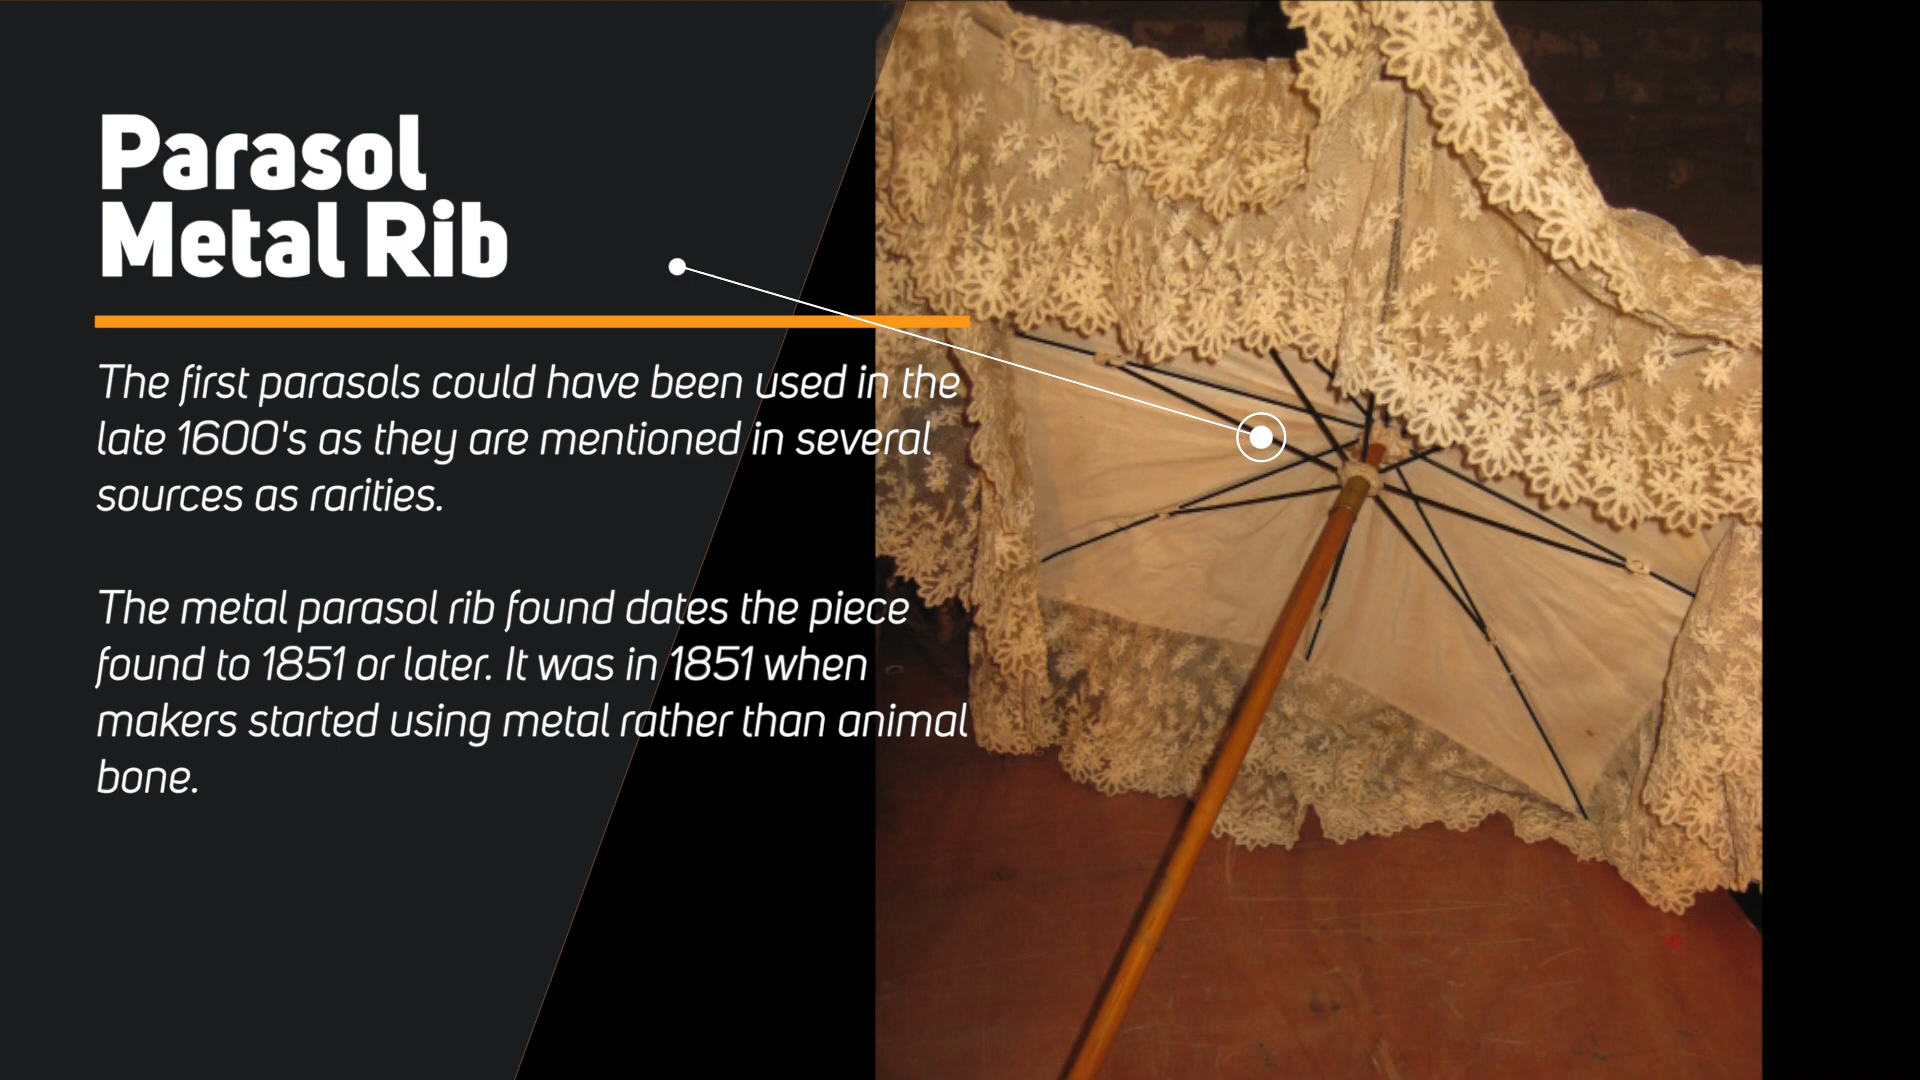 Parasol
Metal Rib
The first parasols could have been used in the
late 1600's as they are mentioned in several
sources as rarities.
The metal parasol rib found dates the piece
found to 1851 or later. It was in 1851 when
makers started using metal rather than animal
bone.